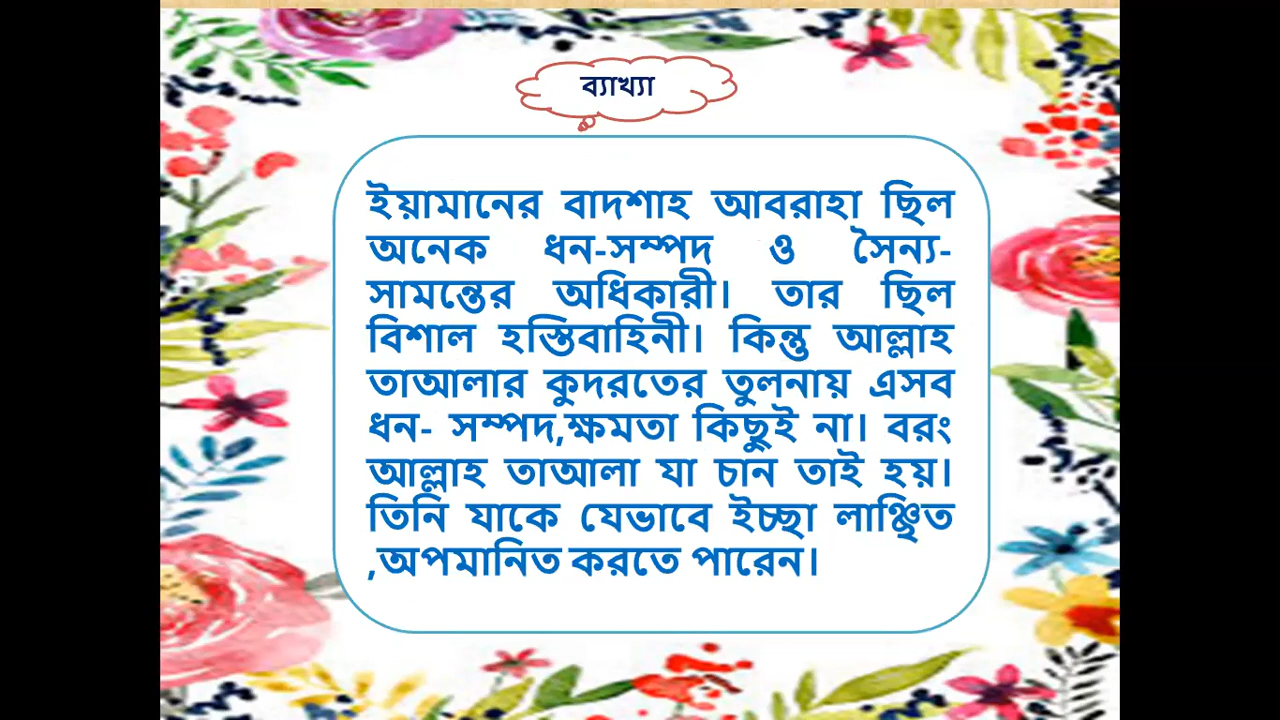 ব্যাখ্যা
ইয়ামানের বাদশাহ আবরাহা ছিল
অনেক ধন-সম্পদ ও সৈন্য-
সামন্তের অধিকারী। তার ছিল
বিশাল হস্তিবাহিনী। কিন্তু আল্লাহ
তাআলার কুদরতের তুলনায় এসব
ধন- সম্পদ,ক্ষমতা কিছুই না। বরং
আল্লাহ তাআলা যা চান তাই হয়।
তিনি যাকে যেভাবে ইচ্ছা লাঞ্ছিত
,অপমানিত করতে পারেন।